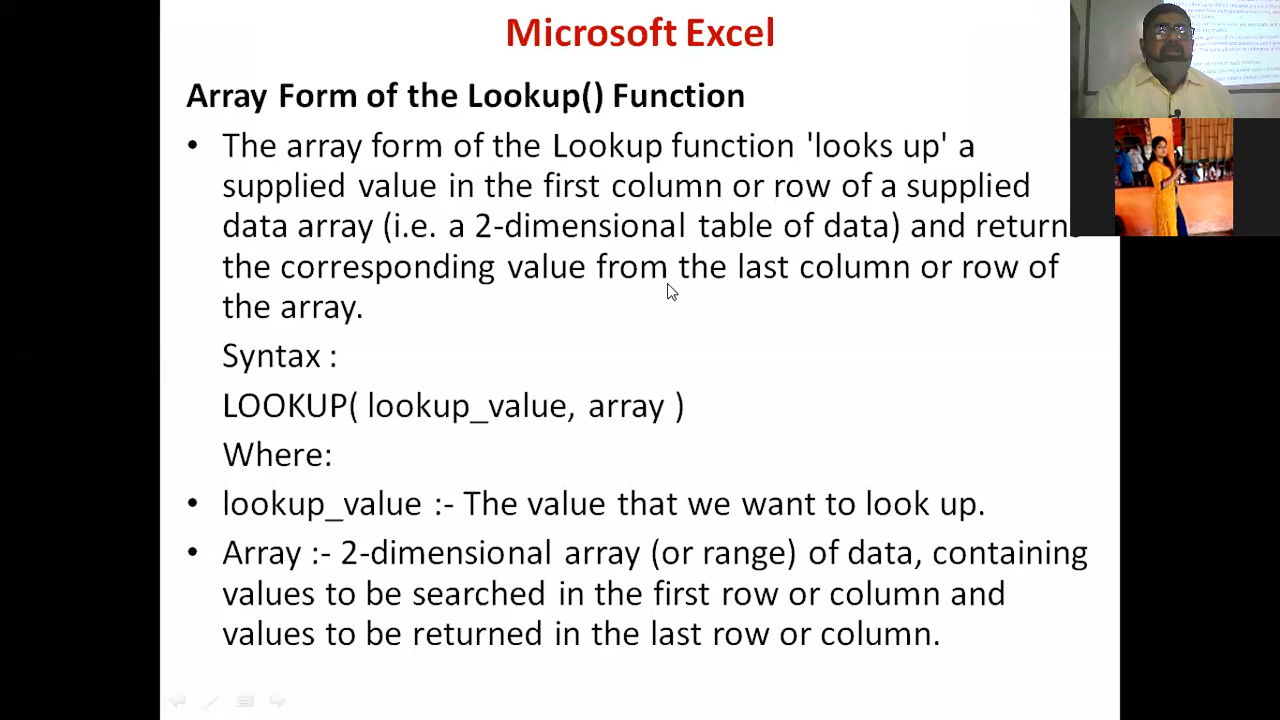 Microsoft Excel
Array Form of the Lookup() Function
• The array form of the Lookup function 'looks up' a
supplied value in the first column or row of a supplied
data array (i.e. a 2-dimensional table of data) and return
the corresponding value from the last column or row of
the array.
Syntax :
LOOKUP( lookup_value, array )
Where:
• lookup_value :- The value that we want to look up.
• Array :- 2-dimensional array (or range) of data, containing
values to be searched in the first row or column and
values to be returned in the last row or column.